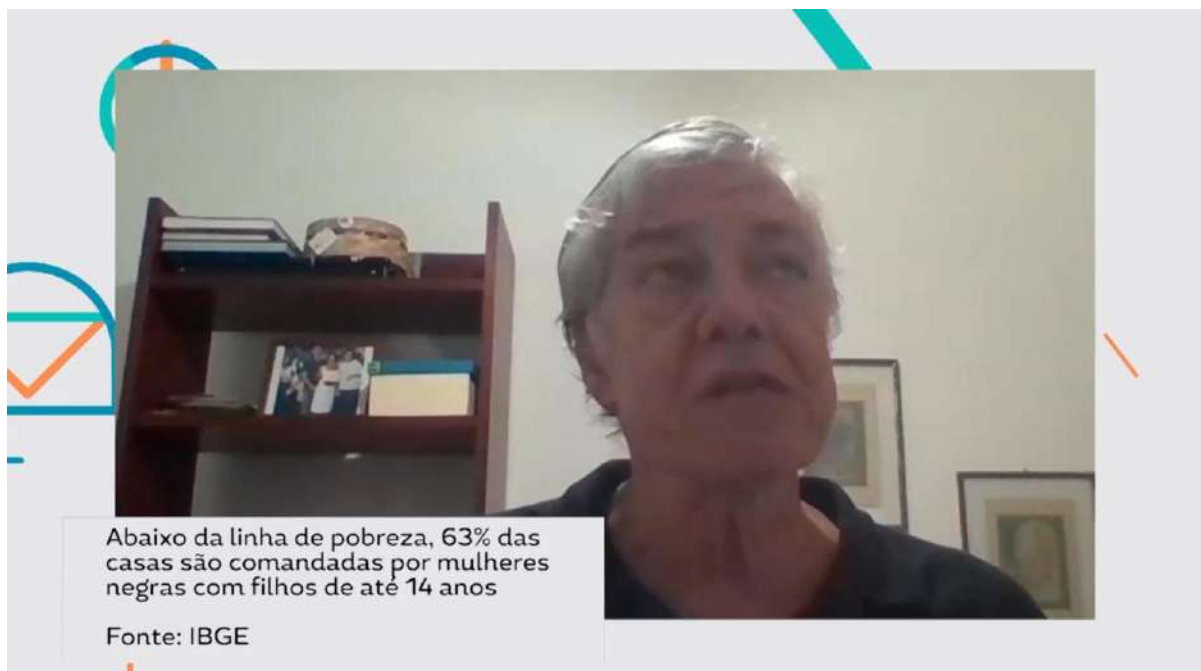 Abaixo da linha de pobreza, 63% das
casas são comandadas por mulheres
negras com filhos de até 14 anos
Fonte: IBGE